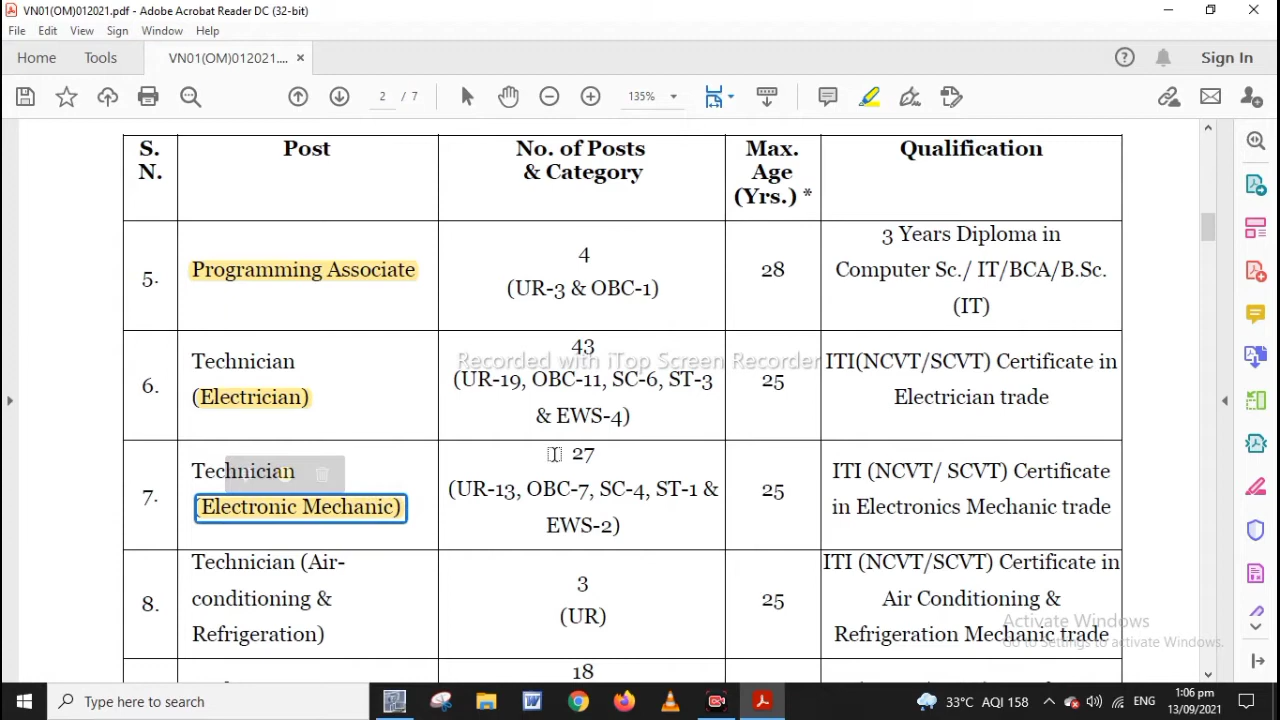 VN01(OM)012021.pdf - Adobe Acrobat Reader DC (32-bit)
File Edit View Sign Window Help
Home Tools VN01(OM)012021.... × Sign In
2 / 7 135%
S. N. Post No. of Posts & Category Max. Age (Yrs.) * Qualification
5. Programming Associate 4 (UR-3 & OBC-1) 28 3 Years Diploma in Computer Sc./ IT/BCA/B.Sc. (IT)
6. Technician (Electrician) 43 (UR-19, OBC-11, SC-6, ST-3 & EWS-4) 25 ITI(NCVT/SCVT) Certificate in Electrician trade
Recorded with iTop Screen Recorder
7. Technician (Electronic Mechanic) 27 (UR-13, OBC-7, SC-4, ST-1 & EWS-2) 25 ITI (NCVT/ SCVT) Certificate in Electronics Mechanic trade
8. Technician (Air-conditioning & Refrigeration) 3 (UR) 25 ITI (NCVT/SCVT) Certificate in Air Conditioning & Refrigeration Mechanic trade
18
Activate Windows
Go to Settings to activate Windows.
Type here to search 33°C AQI 158 ENG 1:06 pm 13/09/2021